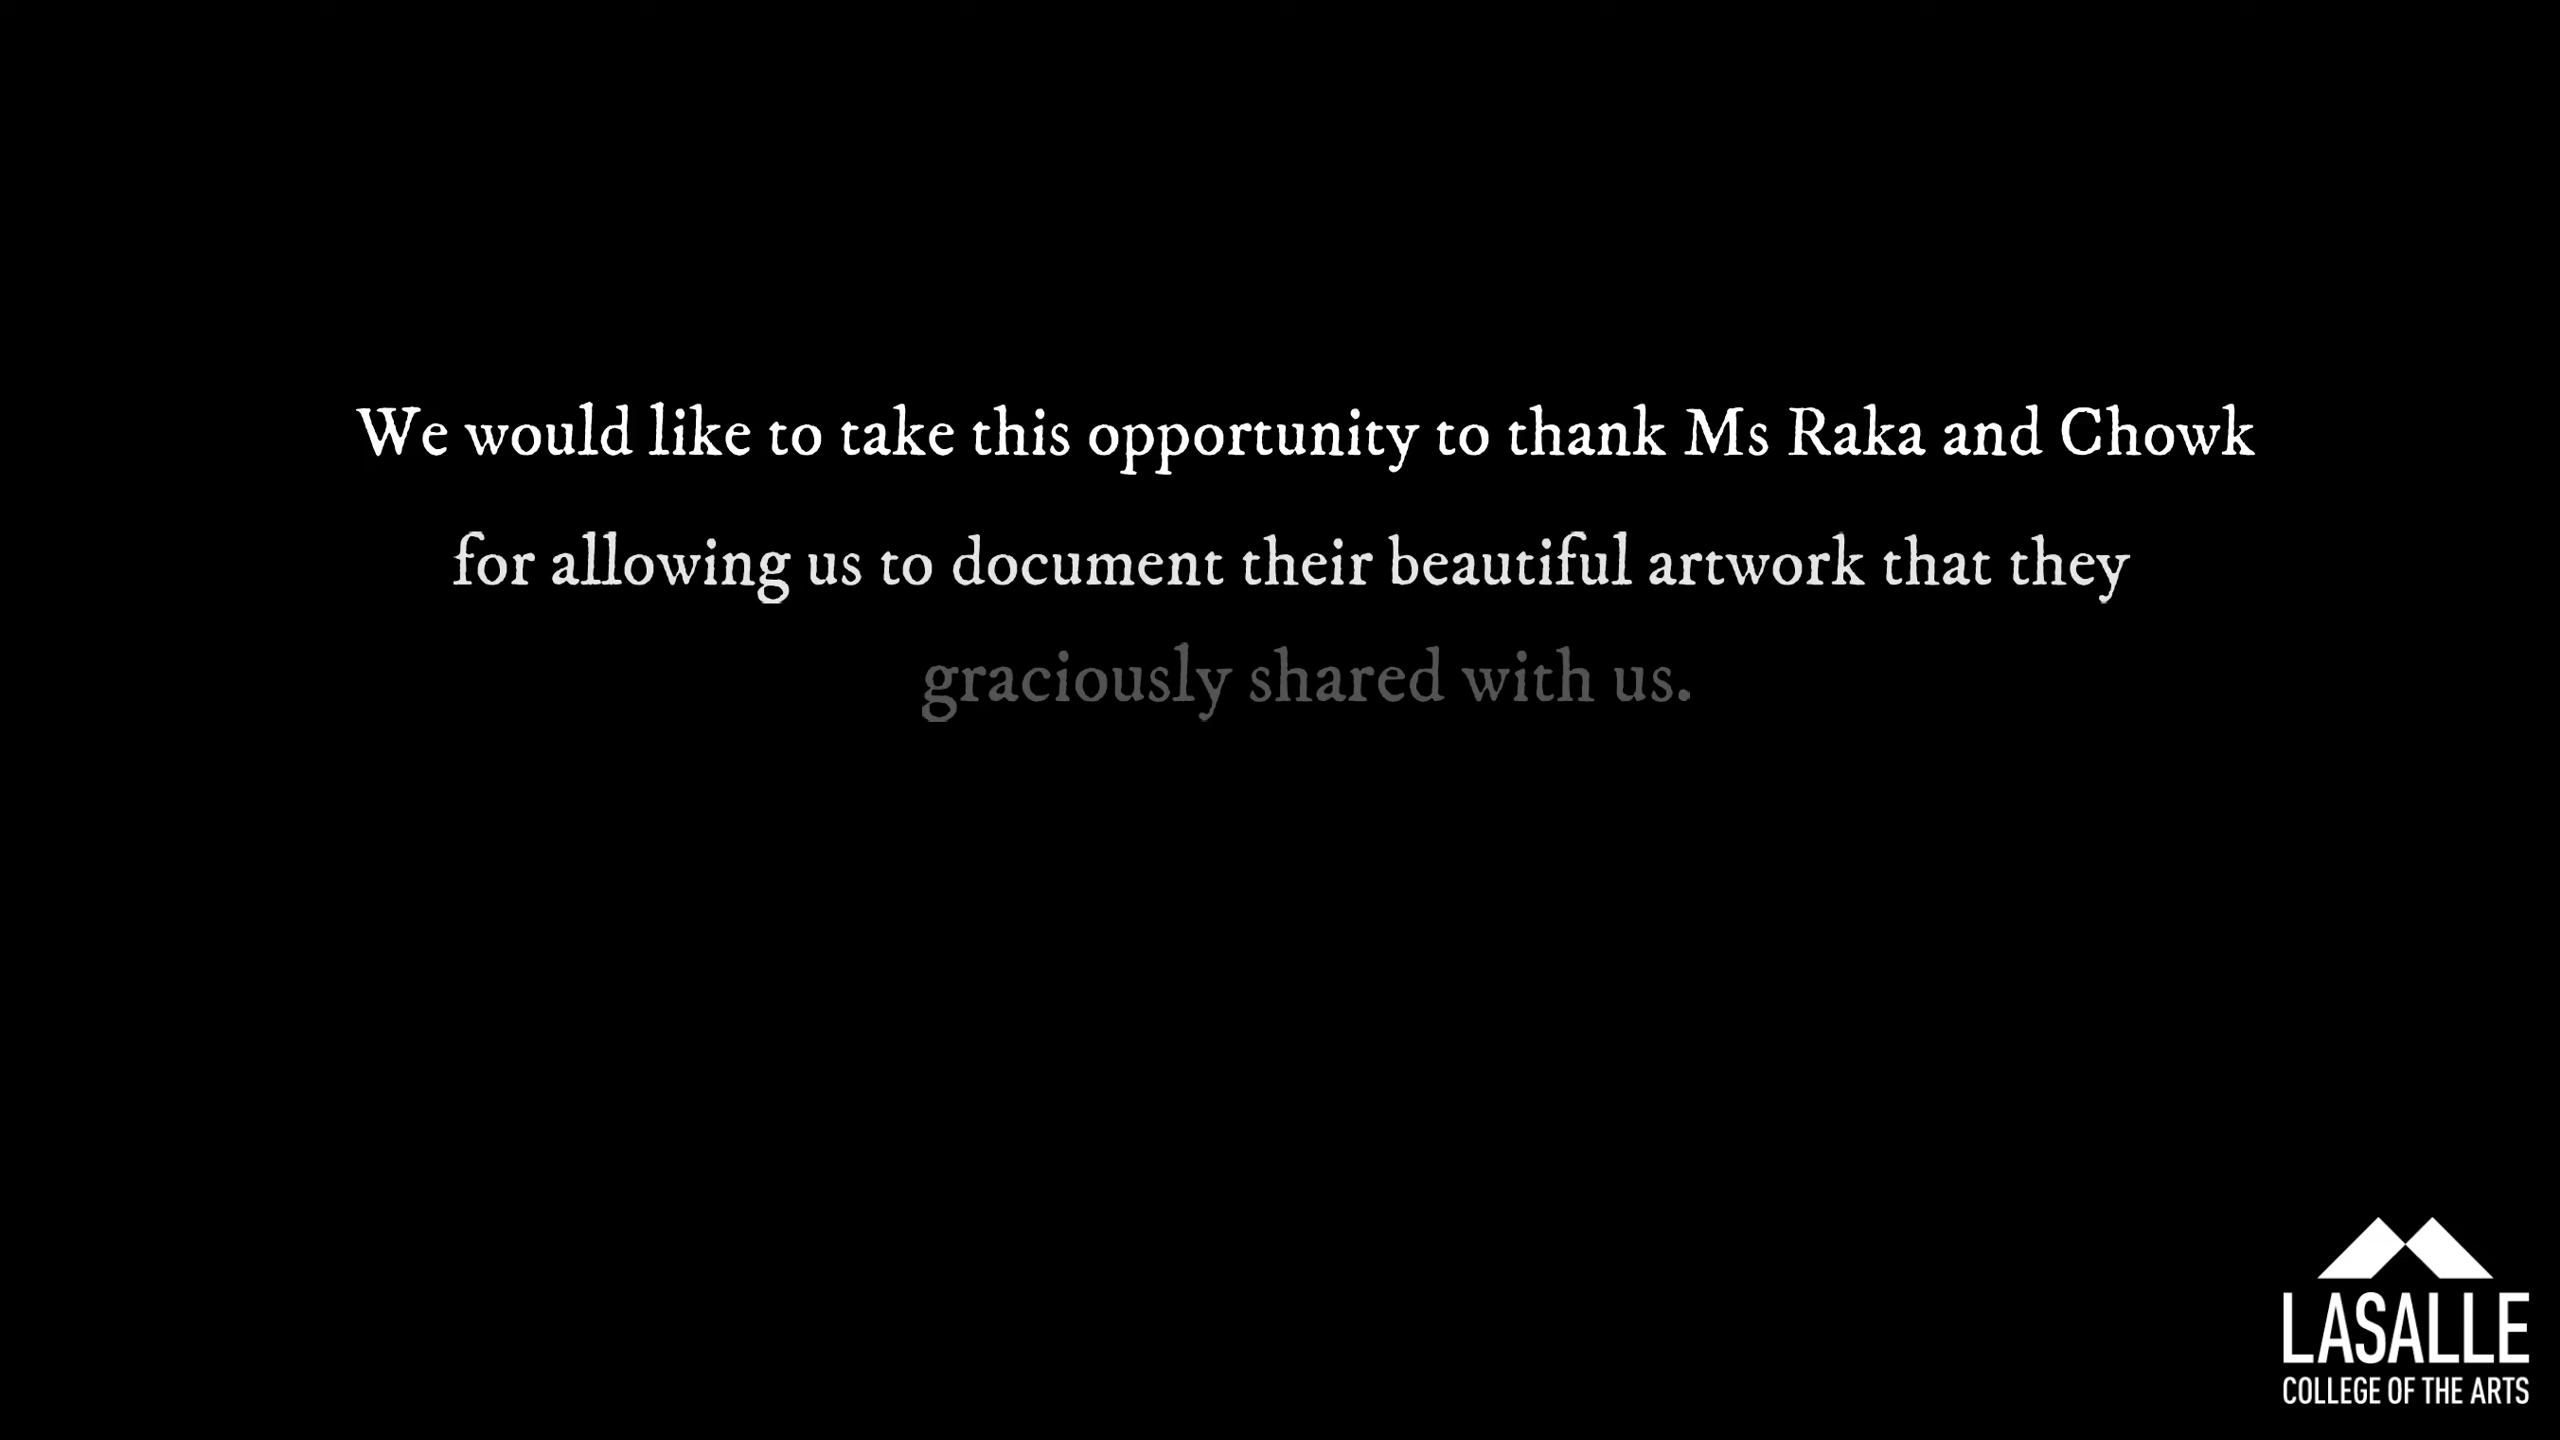 We would like to take this opportunity to thank Ms Raka and Chowk
for allowing us to document their beautiful artwork that they
graciously shared with us.
LASALLE
COLLEGE OF THE ARTS